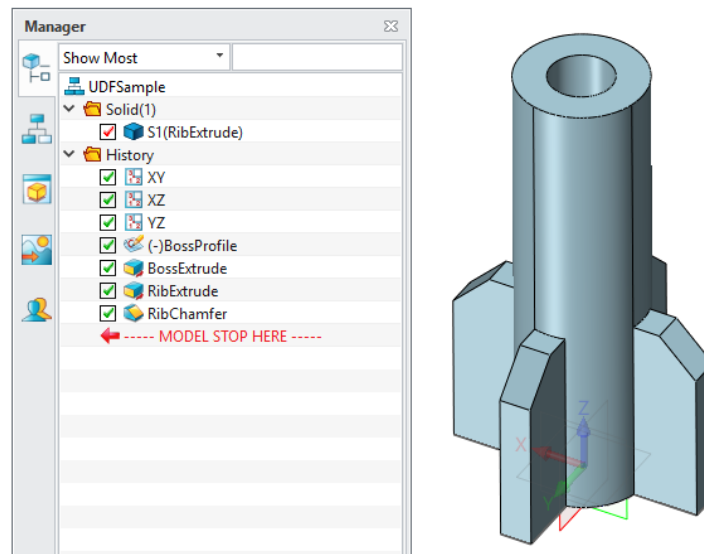 Manager
Show Most
UDFSample
Solid(1)
S1(RibExtrude)
History
XY
XZ
YZ
(-)BossProfile
BossExtrude
RibExtrude
RibChamfer
----- MODEL STOP HERE -----
Z
X
Y